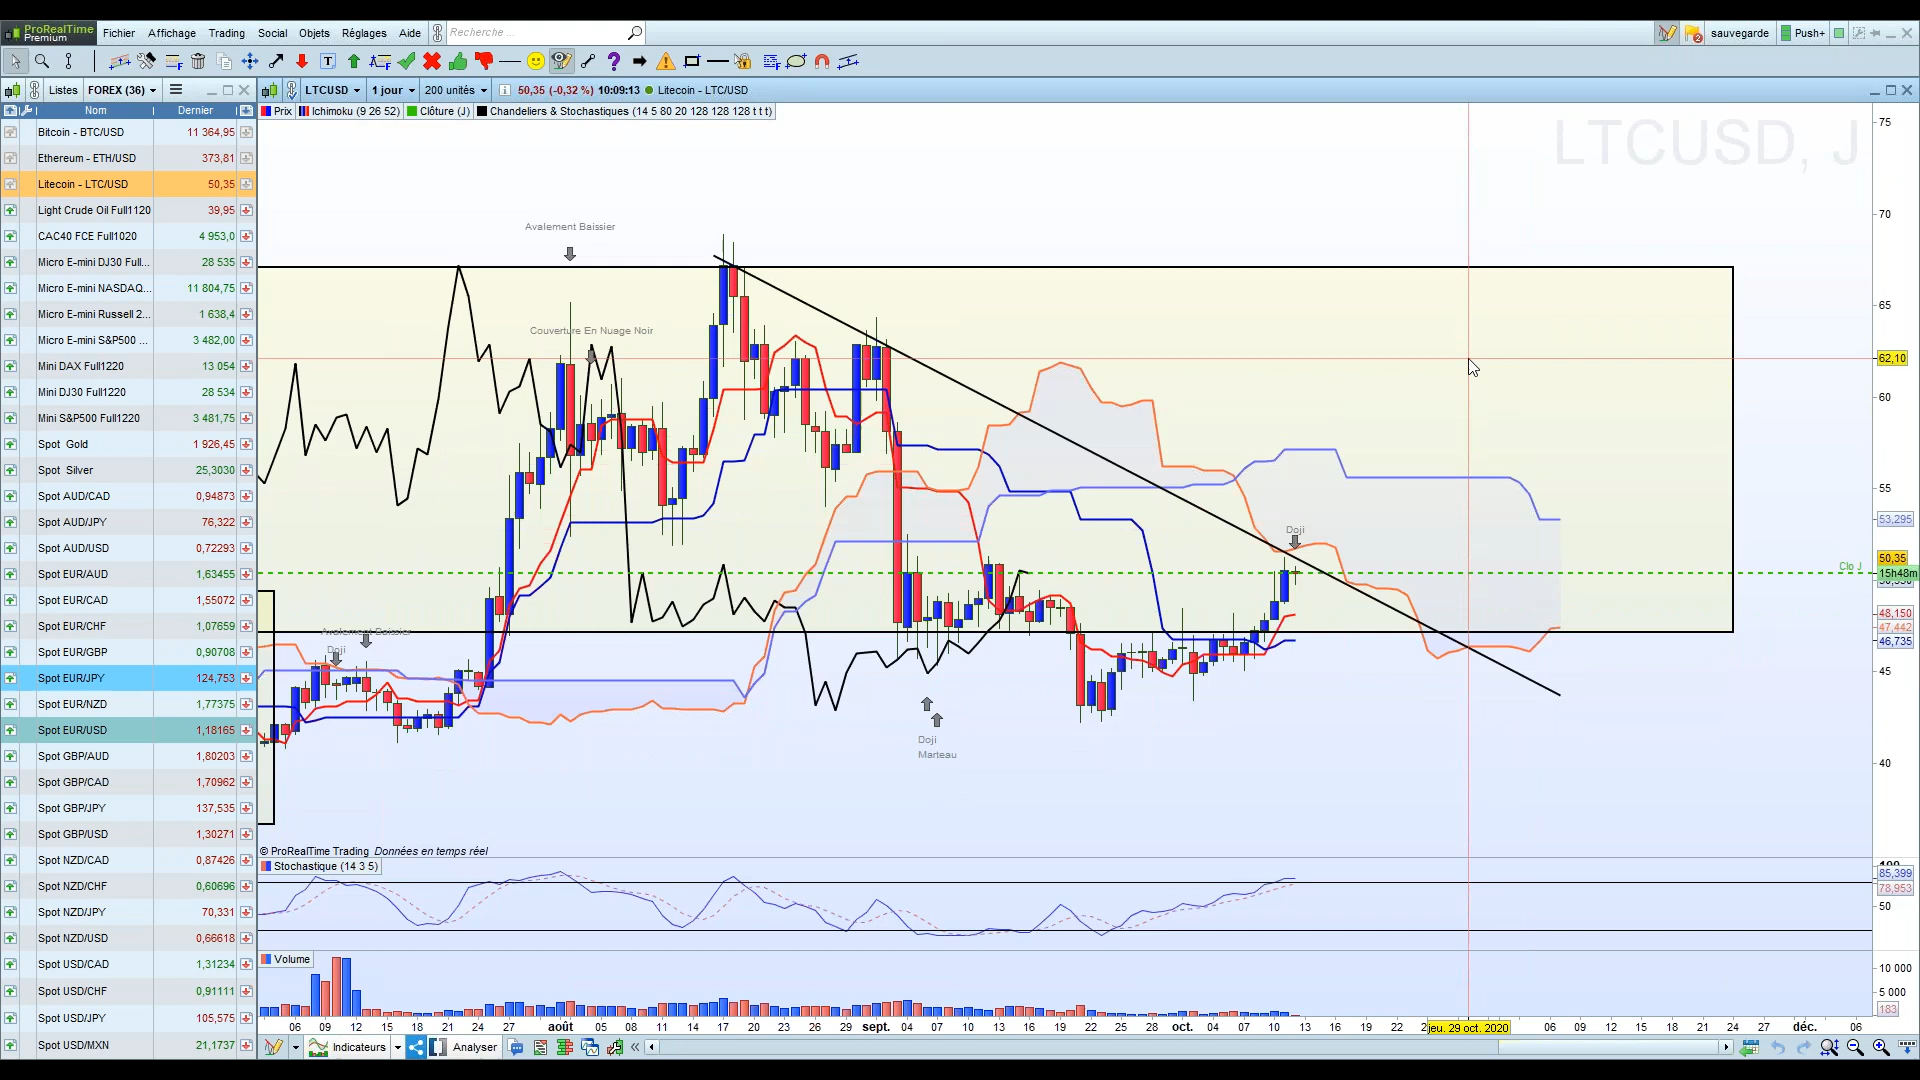 ProRealTime
Premium
Fichier Affichage Trading Social Objets Réglages Aide Recherche ... sauvegarde Push+
Listes FOREX (36) LTCUSD 1 jour 200 unités 50,35 (-0,32 %) 10:09:13 Litecoin - LTC/USD
Nom Dernier
Prix Ichimoku (9 26 52) Clôture (J) Chandeliers & Stochastiques (14 5 80 20 128 128 128 t t t)
LTCUSD, J
Bitcoin - BTC/USD 11 364,95
Ethereum - ETH/USD 373,81
Litecoin - LTC/USD 50,35
Light Crude Oil Full1120 39,95
CAC40 FCE Full1020 4 953,0
Micro E-mini DJ30 Full... 28 535
Micro E-mini NASDAQ... 11 804,75
Micro E-mini Russell 2... 1 638,4
Micro E-mini S&P500 ... 3 482,00
Mini DAX Full1220 13 054
Mini DJ30 Full1220 28 534
Mini S&P500 Full1220 3 481,75
Spot Gold 1 926,45
Spot Silver 25,3030
Spot AUD/CAD 0,94873
Spot AUD/JPY 76,322
Spot AUD/USD 0,72293
Spot EUR/AUD 1,63455
Spot EUR/CAD 1,55072
Spot EUR/CHF 1,07659
Spot EUR/GBP 0,90708
Spot EUR/JPY 124,753
Spot EUR/NZD 1,77375
Spot EUR/USD 1,18165
Spot GBP/AUD 1,80203
Spot GBP/CAD 1,70962
Spot GBP/JPY 137,535
Spot GBP/USD 1,30271
Spot NZD/CAD 0,87426
Spot NZD/CHF 0,60696
Spot NZD/JPY 70,331
Spot NZD/USD 0,66618
Spot USD/CAD 1,31234
Spot USD/CHF 0,91111
Spot USD/JPY 105,575
Spot USD/MXN 21,1737
Avalement Baissier
Couverture En Nuage Noir
Doji
Avalement Baissier
Doji
Doji
Marteau
Clo J
75
70
65
62,10
60
55
53,295
50,35
15h48m
48,150
47,442
46,735
45
40
© ProRealTime Trading Données en temps réel
Stochastique (14 3 5)
100
85,399
78,953
50
Volume
10 000
5 000
183
06 09 12 15 18 21 24 27 août 05 08 11 14 17 20 23 26 29 sept. 04 07 10 13 16 19 22 25 28 oct. 04 07 10 13 16 19 22 jeu. 29 oct. 2020 06 09 12 15 18 21 24 27 déc. 06
Indicateurs Analyser